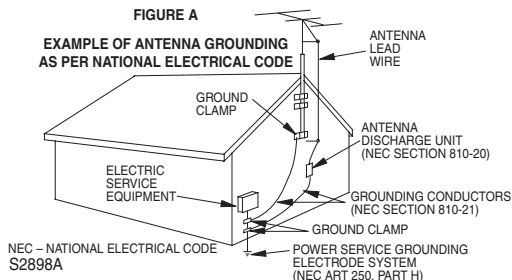 FIGURE A
EXAMPLE OF ANTENNA GROUNDING
AS PER NATIONAL ELECTRICAL CODE
ANTENNA
LEAD
WIRE
GROUND
CLAMP
ANTENNA
DISCHARGE UNIT
(NEC SECTION 810-20)
ELECTRIC
SERVICE
EQUIPMENT
GROUNDING CONDUCTORS
(NEC SECTION 810-21)
GROUND CLAMP
POWER SERVICE GROUNDING
ELECTRODE SYSTEM
(NEC ART 250, PART H)
NEC – NATIONAL ELECTRICAL CODE
S2898A